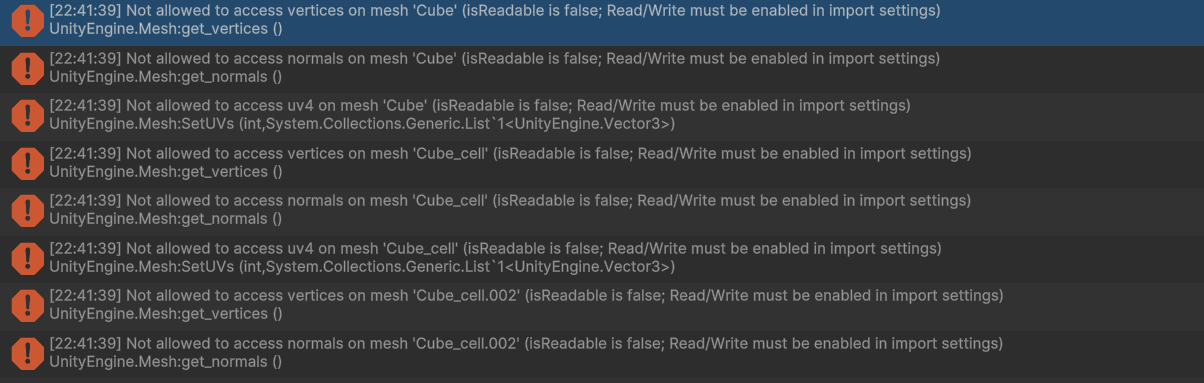 [22:41:39] Not allowed to access vertices on mesh 'Cube' (isReadable is false; Read/Write must be enabled in import settings)
UnityEngine.Mesh:get_vertices ()
[22:41:39] Not allowed to access normals on mesh 'Cube' (isReadable is false; Read/Write must be enabled in import settings)
UnityEngine.Mesh:get_normals ()
[22:41:39] Not allowed to access uv4 on mesh 'Cube' (isReadable is false; Read/Write must be enabled in import settings)
UnityEngine.Mesh:SetUVs (int,System.Collections.Generic.List`1<UnityEngine.Vector3>)
[22:41:39] Not allowed to access vertices on mesh 'Cube_cell' (isReadable is false; Read/Write must be enabled in import settings)
UnityEngine.Mesh:get_vertices ()
[22:41:39] Not allowed to access normals on mesh 'Cube_cell' (isReadable is false; Read/Write must be enabled in import settings)
UnityEngine.Mesh:get_normals ()
[22:41:39] Not allowed to access uv4 on mesh 'Cube_cell' (isReadable is false; Read/Write must be enabled in import settings)
UnityEngine.Mesh:SetUVs (int,System.Collections.Generic.List`1<UnityEngine.Vector3>)
[22:41:39] Not allowed to access vertices on mesh 'Cube_cell.002' (isReadable is false; Read/Write must be enabled in import settings)
UnityEngine.Mesh:get_vertices ()
[22:41:39] Not allowed to access normals on mesh 'Cube_cell.002' (isReadable is false; Read/Write must be enabled in import settings)
UnityEngine.Mesh:get_normals ()